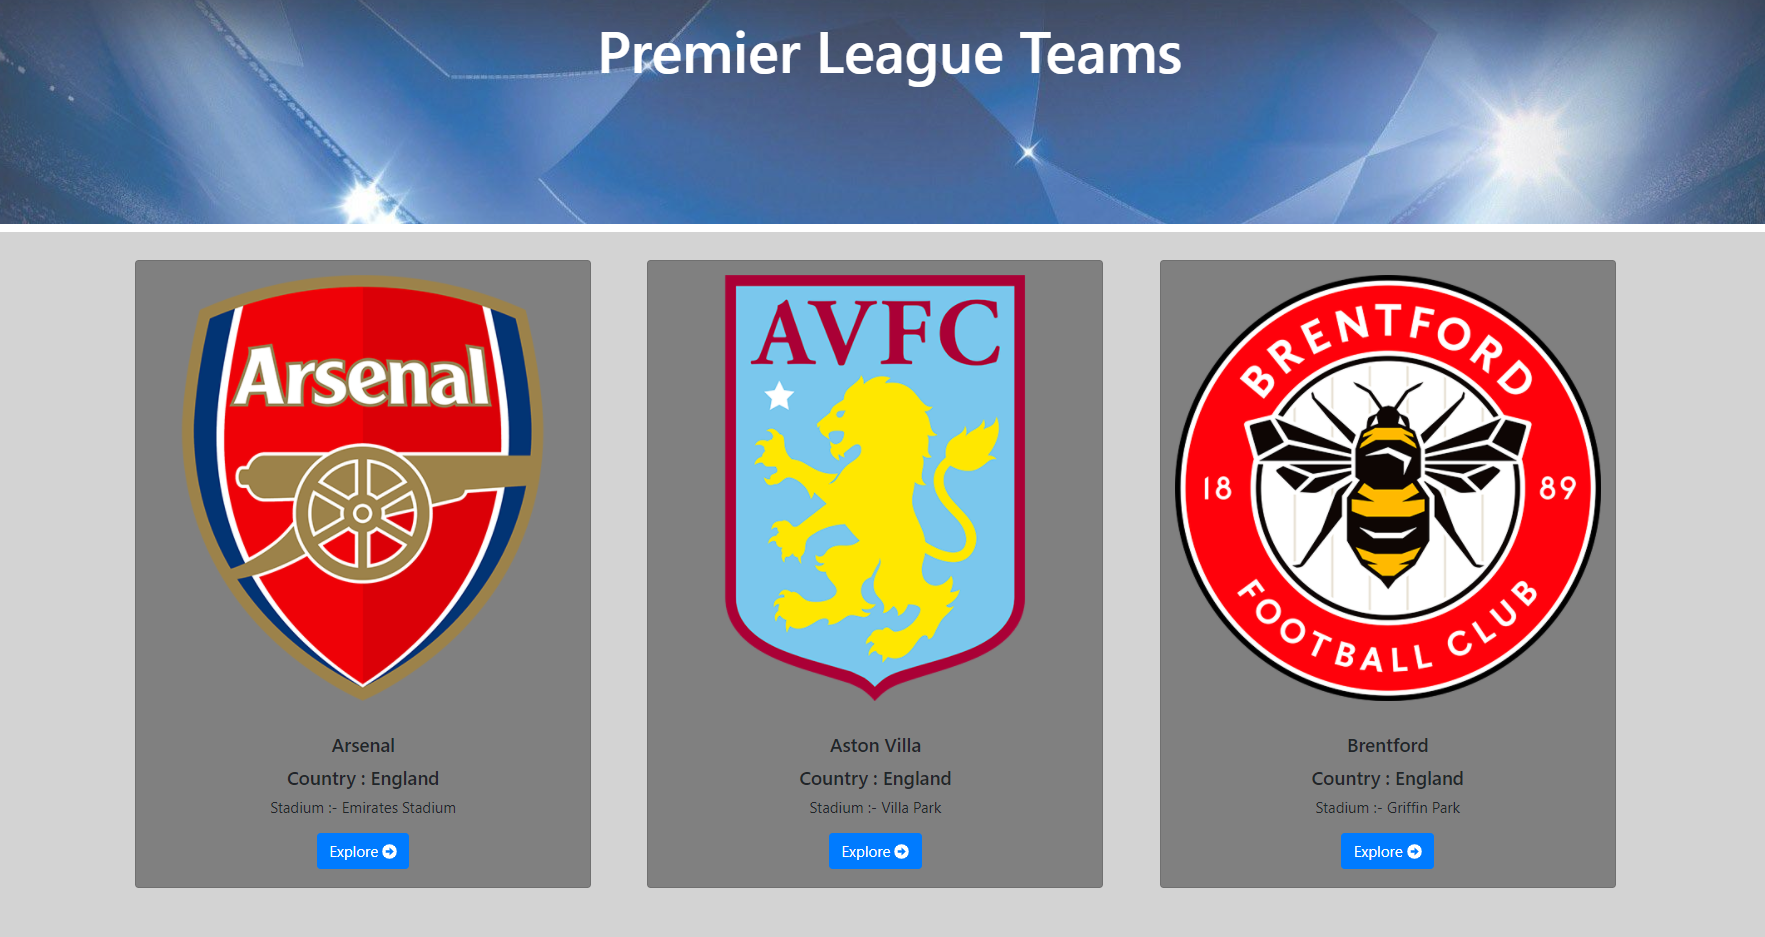 Premier League Teams
Arsenal
Arsenal
Country : England
Stadium :- Emirates Stadium
Explore
AVFC
Aston Villa
Country : England
Stadium :- Villa Park
Explore
BRENTFORD
18 89
FOOTBALL CLUB
Brentford
Country : England
Stadium :- Griffin Park
Explore